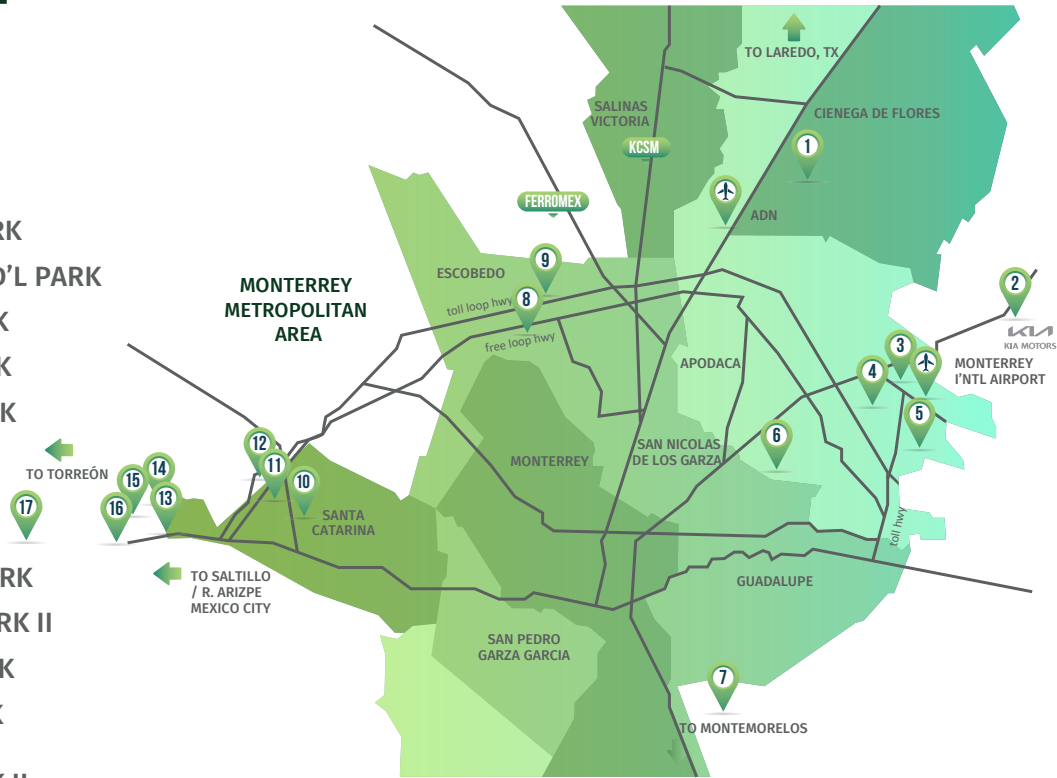 TO LAREDO, TX
SALINAS
VICTORIA
CIENEGA DE FLORES
KCSM
1
FERROMEX
ADN
RK
D'L PARK
K
K
K
MONTERREY
METROPOLITAN
AREA
ESCOBEDO
9
8
toll loop hwy
free loop hwy
2
KIA
KIA MOTORS
3
4
MONTERREY
I'NTL AIRPORT
5
APODACA
6
SAN NICOLAS
DE LOS GARZA
MONTERREY
12
11
10
TO TORREÓN
14
15
13
16
17
SANTA
CATARINA
toll hwy
TO SALTILLO
/ R. ARIZPE
MEXICO CITY
GUADALUPE
RK
RK II
K
K
SAN PEDRO
GARZA GARCIA
7
TO MONTEMORELOS